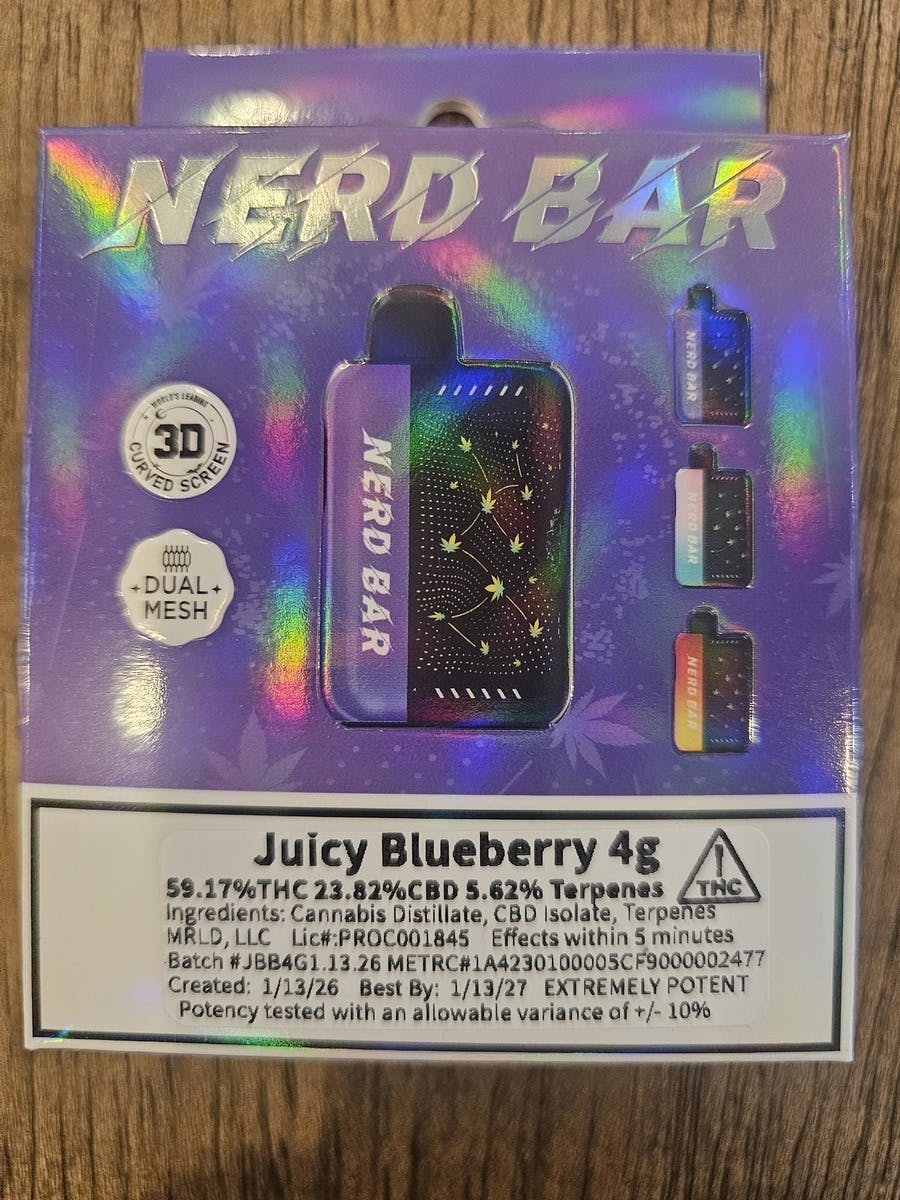 NERD BAR
WORLD'S LEADING
3D
CURVED SCREEN
DUAL
MESH
NERD BAR
NERD BAR
NERD BAR
NERD BAR
Juicy Blueberry 4g
59.17%THC 23.82%CBD 5.62% Terpenes
THC
Ingredients: Cannabis Distillate, CBD Isolate, Terpenes
MRLD, LLC Lic#:PROC001845 Effects within 5 minutes
Batch #JBB4G1.13.26 METRC#1A4230100005CF9000002477
Created: 1/13/26 Best By: 1/13/27 EXTREMELY POTENT
Potency tested with an allowable variance of +/- 10%